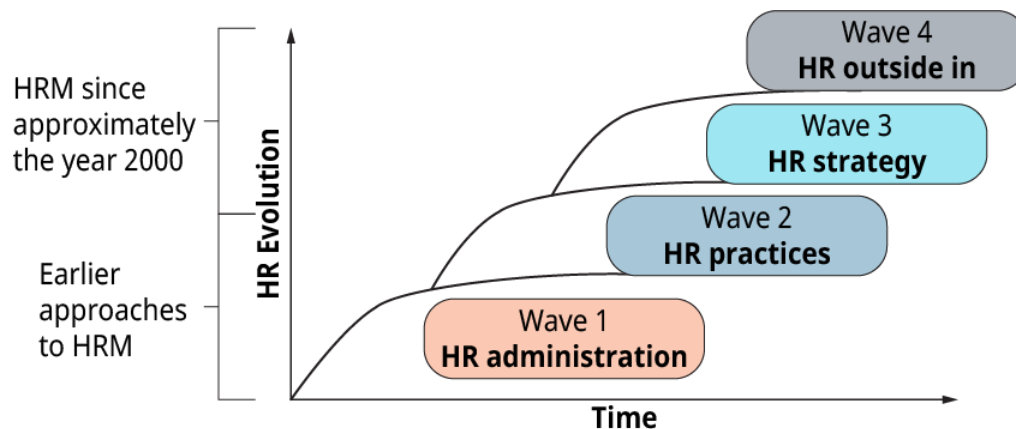 HRM since
approximately
the year 2000
Earlier
approaches
to HRM
HR Evolution
Wave 4
HR outside in
Wave 3
HR strategy
Wave 2
HR practices
Wave 1
HR administration
Time